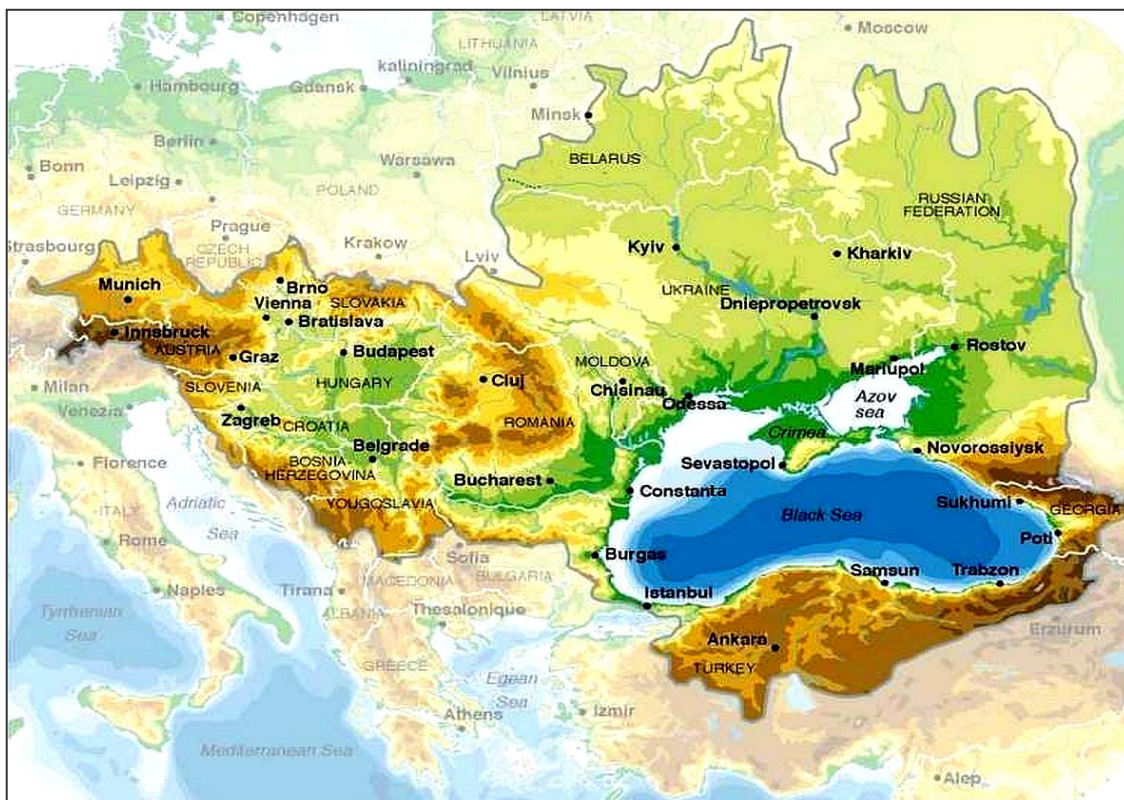 Copenhagen
LATVIA
Moscow
LITHUANIA
kaliningrad
Vilnius
Hambourg
Gdansk
Minsk
Berlin
BELARUS
Bonn
Warsawa
Leipzig
POLAND
GERMANY
RUSSIAN
FEDERATION
Prague
Strasbourg
CZECH
REPUBLIC
Krakow
Lviv
Kyiv
Kharkiv
Munich
Brno
SLOVAKIA
UKRAINE
Vienna
Dniepropetrovsk
Bratislava
Innsbruck
AUSTRIA
Graz
Budapest
Rostov
MOLDOVA
Mariupol
Milan
SLOVENIA
HUNGARY
Cluj
Chisinau
Odessa
Azov
sea
Venezia
Zagreb
CROATIA
ROMANIA
Crimea
Belgrade
Novorossiysk
Florence
BOSNIA
HERZEGOVINA
Sevastopol
Bucharest
Constanta
Adriatic
Sea
YOUGOSLAVIA
Sukhumi
GEORGIA
ITALY
Black Sea
Rome
Poti
Sofia
Burgas
Naples
Tirana
MACEDONIA
BULGARIA
Samsun
Trabzon
Istanbul
Tyrrhenian
Sea
ALBANIA
Thesalonique
Erzurum
Ankara
GREECE
TURKEY
Egean
Sea
Athens
Izmir
Mediterranean Sea
Alep